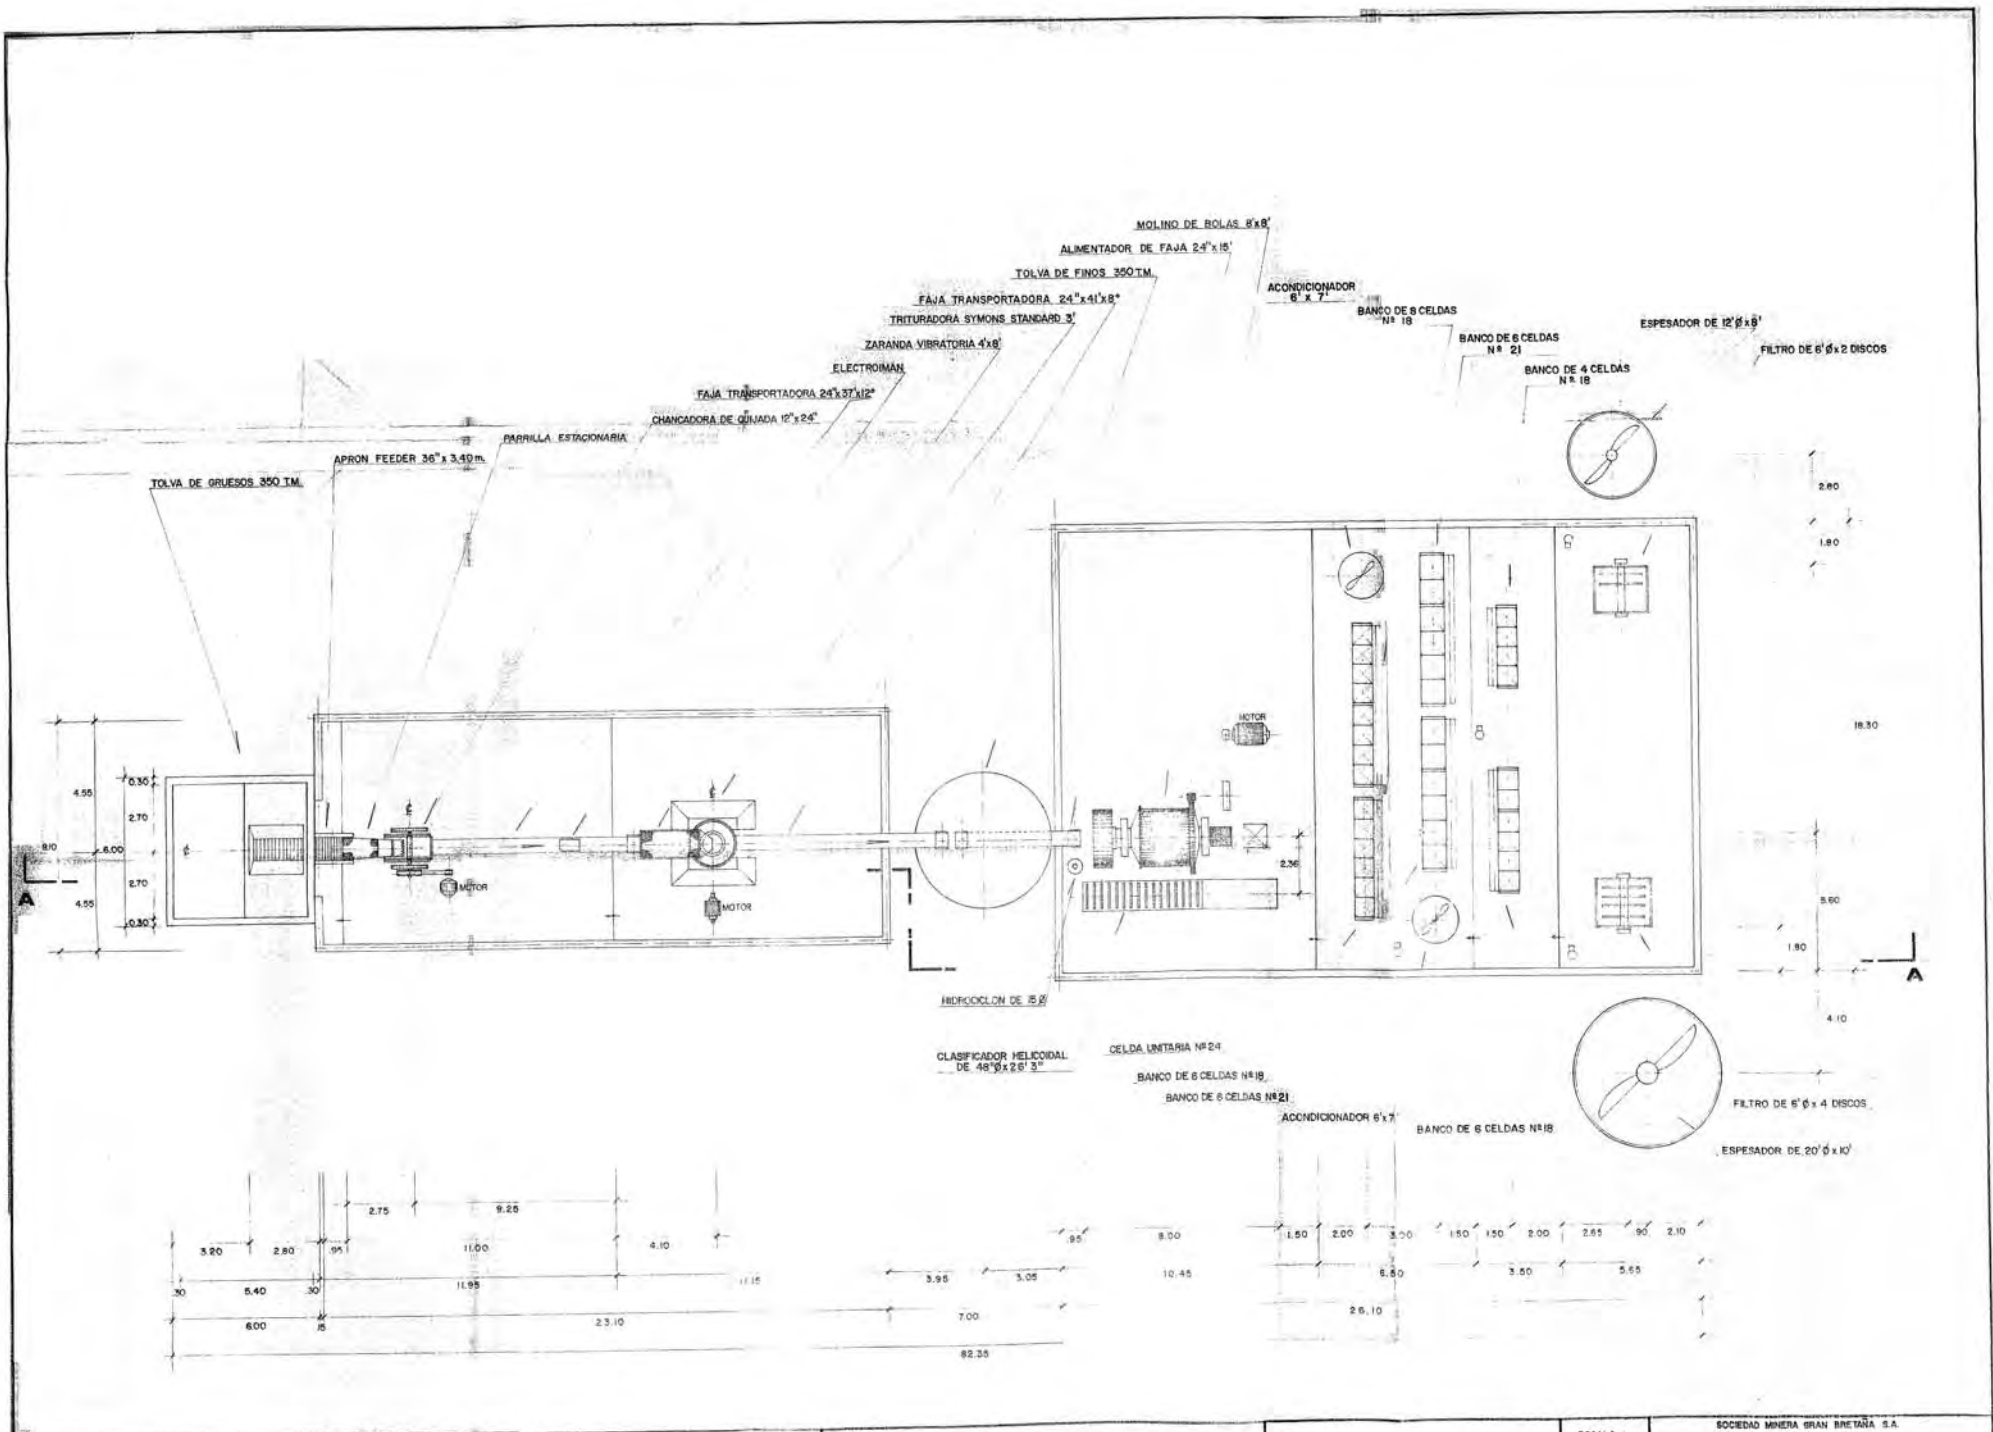 MOLINO DE BOLAS 8'x8'
ALIMENTADOR DE FAJA 24"x15'
TOLVA DE FINOS 350 T.M.
FAJA TRANSPORTADORA 24"x41'x8°
TRITURADORA SYMONS STANDARD 3'
ZARANDA VIBRATORIA 4'x8'
ELECTROIMAN
FAJA TRANSPORTADORA 24"x37'x12°
CHANCADORA DE QUIJADA 12"x24"
PARRILLA ESTACIONARIA
APRON FEEDER 36" x 3.40 m.
TOLVA DE GRUESOS 350 T.M.
ACONDICIONADOR
6' x 7'
BANCO DE 8 CELDAS
Nº 18
BANCO DE 6 CELDAS
Nº 21
BANCO DE 4 CELDAS
Nº 18
ESPESADOR DE 12'Ø x 8'
FILTRO DE 6'Ø x 2 DISCOS
2.80
1.80
18.30
5.60
1.80
4.10
MOTOR
2.36
4.55
4.55
9.10
6.00
0.30
2.70
2.70
0.30
MOTOR
MOTOR
A
A
HIDROCICLON DE 15 Ø
CLASIFICADOR HELICOIDAL
DE 48"Ø x 26' 3"
CELDA UNITARIA Nº 24
BANCO DE 6 CELDAS Nº 18
BANCO DE 6 CELDAS Nº 21
ACONDICIONADOR 6'x7'
BANCO DE 6 CELDAS Nº 18
FILTRO DE 6' Ø x 4 DISCOS
ESPESADOR DE 20' Ø x 10'
2.75 9.25
3.20 2.80 .95 11.00 4.10
.95 9.00 1.50 2.00 3.00 1.50 1.50 2.00 2.65 .90 2.10
.30 5.40 .30 11.95 11.15 3.95 3.05 10.45 6.50 3.50 5.65
6.00 .15 23.10 7.00 26.10
62.35
SOCIEDAD MINERA GRAN BRETAÑA S.A.